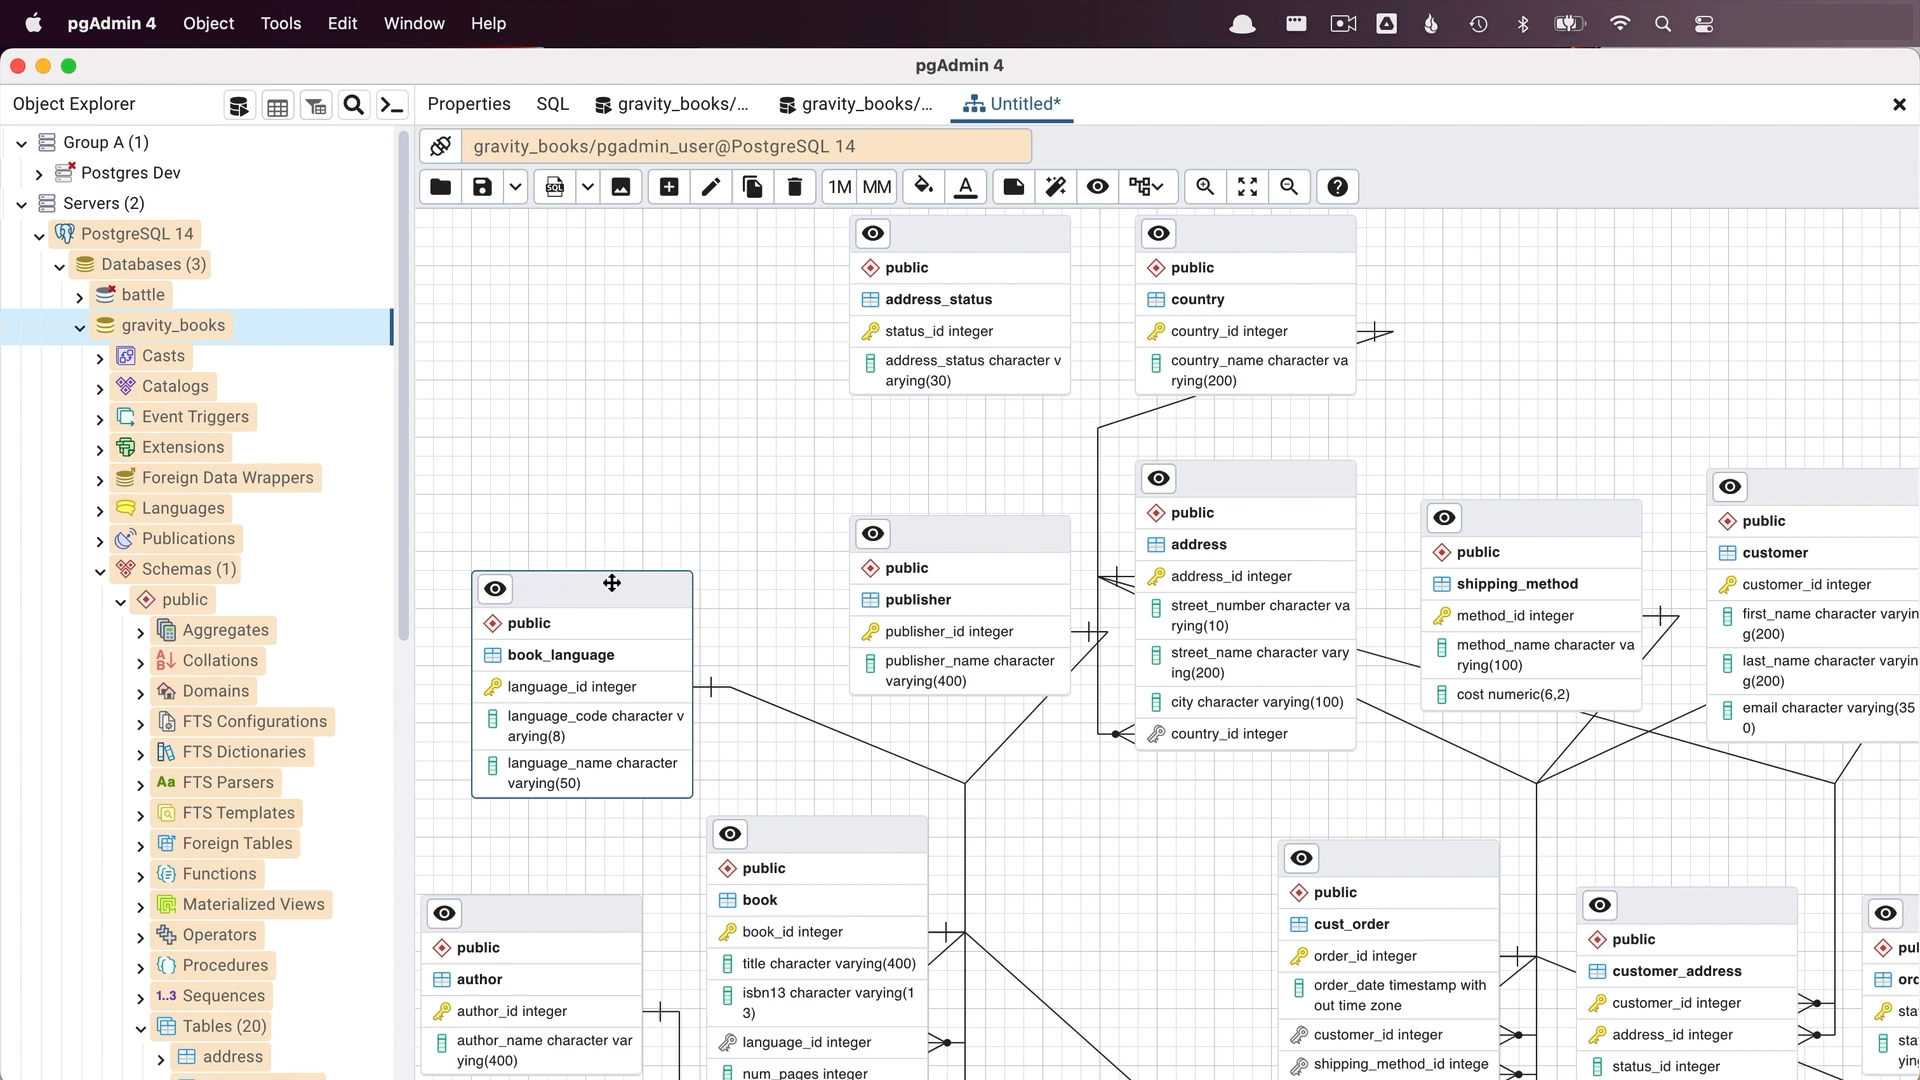 pgAdmin 4 Object Tools Edit Window Help
pgAdmin 4
Object Explorer
Properties SQL gravity_books/... gravity_books/... Untitled*
gravity_books/pgadmin_user@PostgreSQL 14
SQL 1M MM A
Group A (1)
Postgres Dev
Servers (2)
PostgreSQL 14
Databases (3)
battle
gravity_books
Casts
Catalogs
Event Triggers
Extensions
Foreign Data Wrappers
Languages
Publications
Schemas (1)
public
Aggregates
Collations
Domains
FTS Configurations
FTS Dictionaries
Aa FTS Parsers
FTS Templates
Foreign Tables
Functions
Materialized Views
Operators
Procedures
1..3 Sequences
Tables (20)
address
public
address_status
status_id integer
address_status character v
arying(30)
public
country
country_id integer
country_name character va
rying(200)
public
book_language
language_id integer
language_code character v
arying(8)
language_name character
varying(50)
public
publisher
publisher_id integer
publisher_name character
varying(400)
public
address
address_id integer
street_number character va
rying(10)
street_name character vary
ing(200)
city character varying(100)
country_id integer
public
shipping_method
method_id integer
method_name character va
rying(100)
cost numeric(6,2)
public
customer
customer_id integer
first_name character varyin
g(200)
last_name character varyin
g(200)
email character varying(35
0)
public
author
author_id integer
author_name character var
ying(400)
public
book
book_id integer
title character varying(400)
isbn13 character varying(1
3)
language_id integer
num_pages integer
public
cust_order
order_id integer
order_date timestamp with
out time zone
customer_id integer
shipping_method_id intege
public
customer_address
customer_id integer
address_id integer
status_id integer
pul
orc
sta
sta
yin